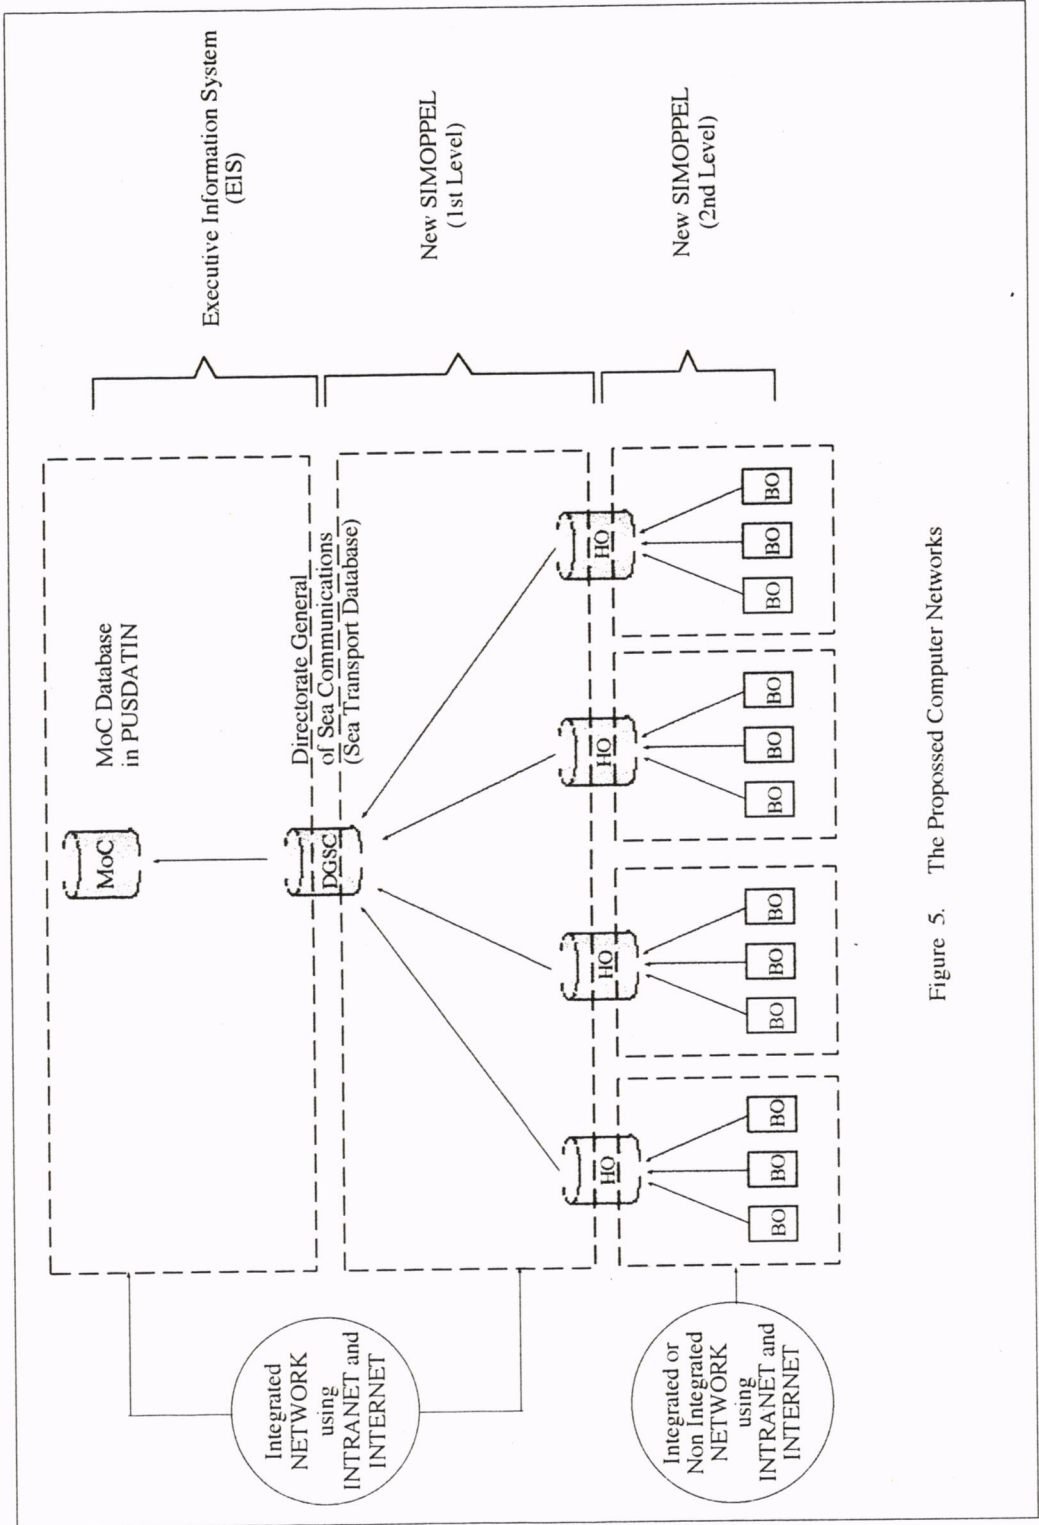 Executive Information System
(EIS)
MoC Database
in PUSDATIN
MoC
Integrated
NETWORK
using
INTRANET and
INTERNET
Directorate General
of Sea Communications
(Sea Transport Database)
DGSC
New SIMOPPEL
(1st Level)
HO
HO
HO
HO
New SIMOPPEL
(2nd Level)
Integrated or
Non Integrated
NETWORK
using
INTRANET and
INTERNET
BO
BO
BO
BO
BO
BO
BO
BO
BO
BO
BO
BO
Figure 5. The Propossed Computer Networks